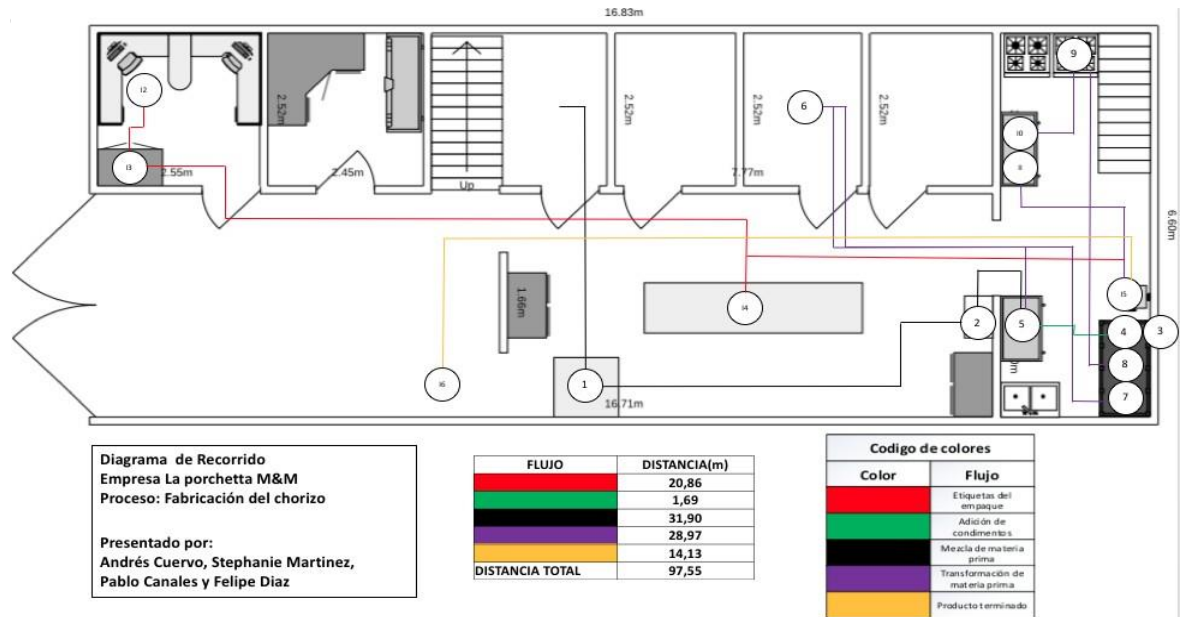 16.83m
9
I2
2.52m
2.52m
2.52m
2.52m
6
I0
I3
2.55m
2.45m
Up
7.77m
II
6.60m
1.66m
I5
I4
2
5
4
3
8
I6
1
7
16.71m
Diagrama de Recorrido
Empresa La porchetta M&M
Proceso: Fabricación del chorizo
Presentado por:
Andrés Cuervo, Stephanie Martinez,
Pablo Canales y Felipe Diaz
FLUJO DISTANCIA(m)
20,86
1,69
31,90
28,97
14,13
DISTANCIA TOTAL 97,55
Codigo de colores
Color Flujo
Etiquetas del
empaque
Adición de
condimentos
Mezcla de materia
prima
Transformación de
materia prima
Producto terminado